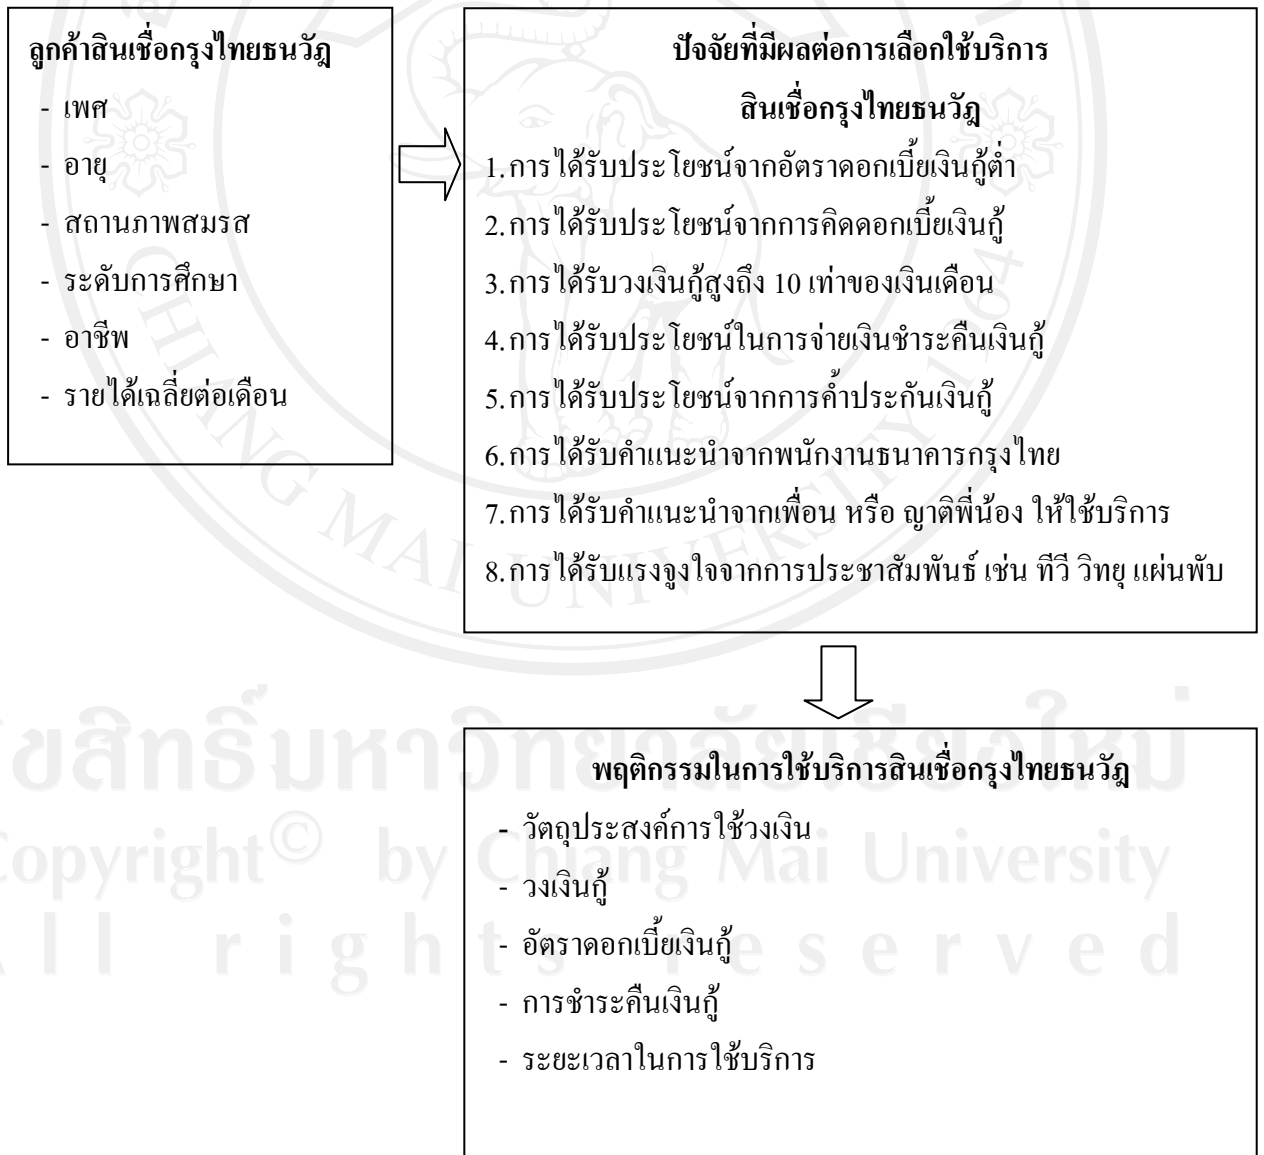 ลูกค้าสินเชื่อกรุงไทยธนวัฏ
- เพศ
- อายุ
- สถานภาพสมรส
- ระดับการศึกษา
- อาชีพ
- รายได้เฉลี่ยต่อเดือน
ปัจจัยที่มีผลต่อการเลือกใช้บริการ
สินเชื่อกรุงไทยธนวัฏ
1.การได้รับประโยชน์จากอัตราดอกเบี้ยเงินกู้ต่ำ
2.การได้รับประโยชน์จากการคิดดอกเบี้ยเงินกู้
3.การได้รับวงเงินกู้สูงถึง 10 เท่าของเงินเดือน
4.การได้รับประโยชน์ในการจ่ายเงินชำระคืนเงินกู้
5.การได้รับประโยชน์จากการค้ำประกันเงินกู้
6.การได้รับคำแนะนำจากพนักงานธนาคารกรุงไทย
7.การได้รับคำแนะนำจากเพื่อน หรือ ญาติพี่น้อง ให้ใช้บริการ
8.การได้รับแรงจูงใจจากการประชาสัมพันธ์ เช่น ทีวี วิทยุ แผ่นพับ
พฤติกรรมในการใช้บริการสินเชื่อกรุงไทยธนวัฏ
- วัตถุประสงค์การใช้วงเงิน
- วงเงินกู้
- อัตราดอกเบี้ยเงินกู้
- การชำระคืนเงินกู้
- ระยะเวลาในการใช้บริการ
CHIANG MAI UNIVERSITY 1964
ขสิทธิ์มหาวิทยาลัยเชียงใหม่
Copyright© by Chiang Mai University
All rights reserved